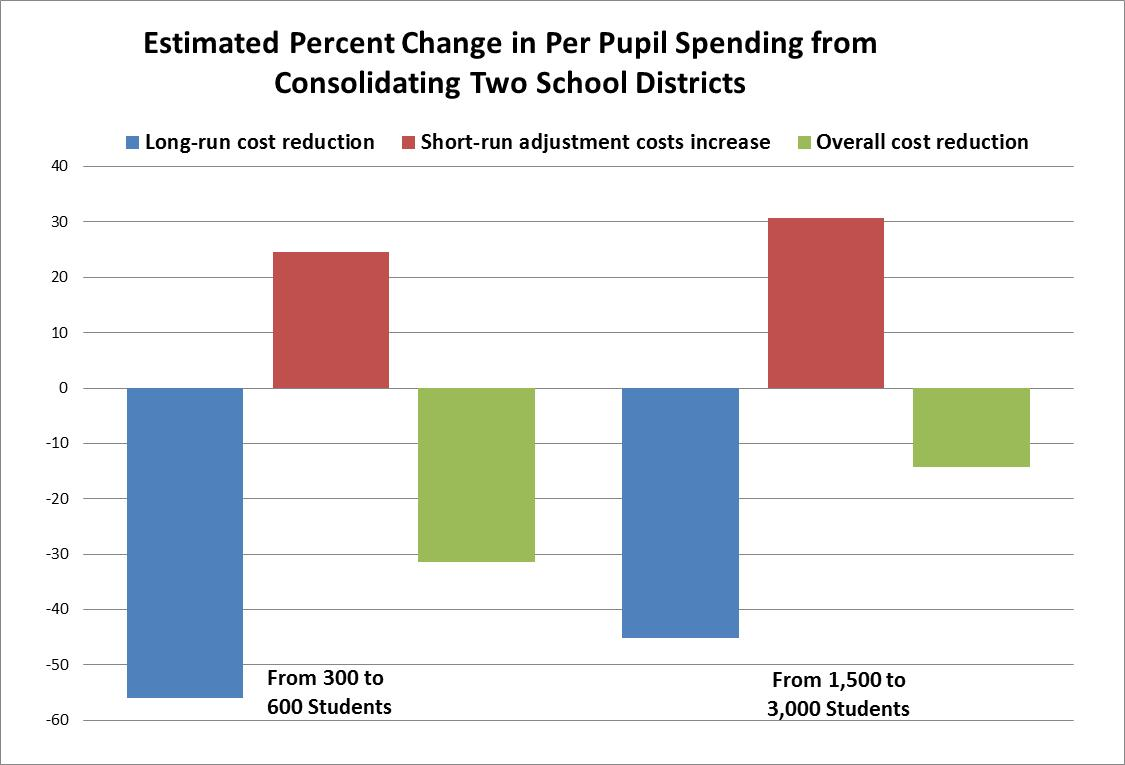 Estimated Percent Change in Per Pupil Spending from
Consolidating Two School Districts
Long-run cost reduction Short-run adjustment costs increase Overall cost reduction
40
30
20
10
0
-10
-20
-30
-40
-50
-60
From 300 to
600 Students
From 1,500 to
3,000 Students